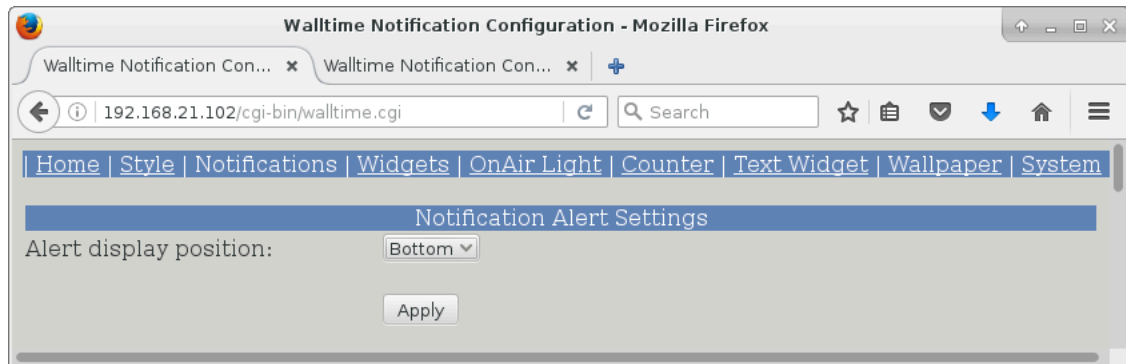 Walltime Notification Configuration - Mozilla Firefox
Walltime Notification Con... Walltime Notification Con...
192.168.21.102/cgi-bin/walltime.cgi Search
| Home | Style | Notifications | Widgets | OnAir Light | Counter | Text Widget | Wallpaper | System
Notification Alert Settings
Alert display position: Bottom
Apply